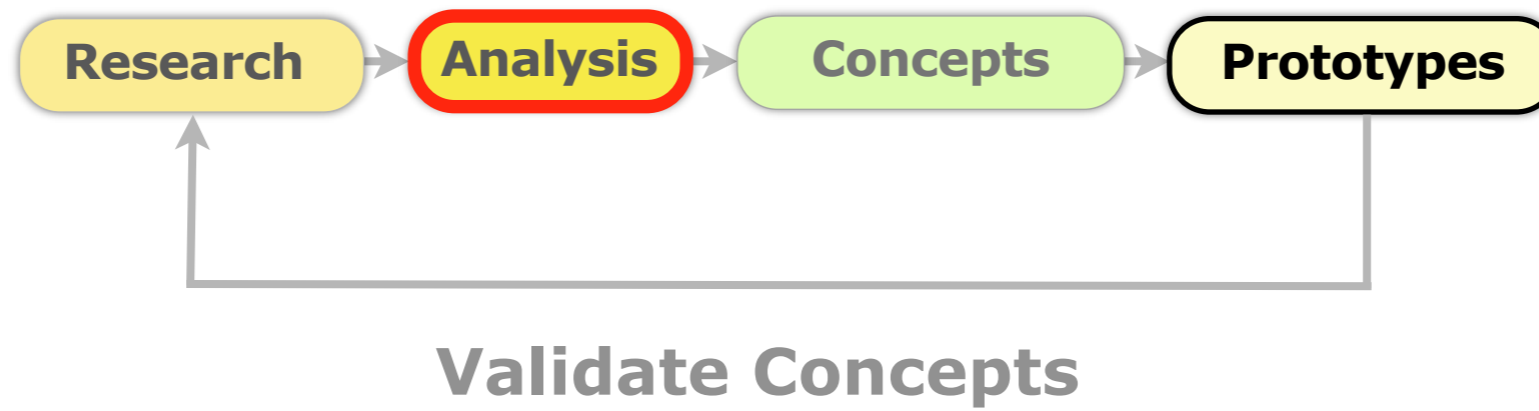 Research
Analysis
Concepts
Prototypes
Validate Concepts